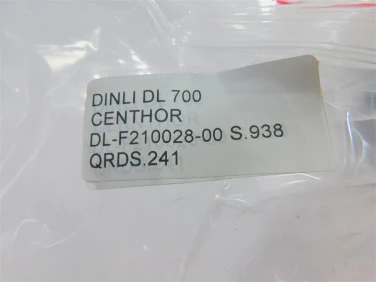 DINLI DL 700
CENTHOR
DL-F210028-00 S.938
QRDS.241